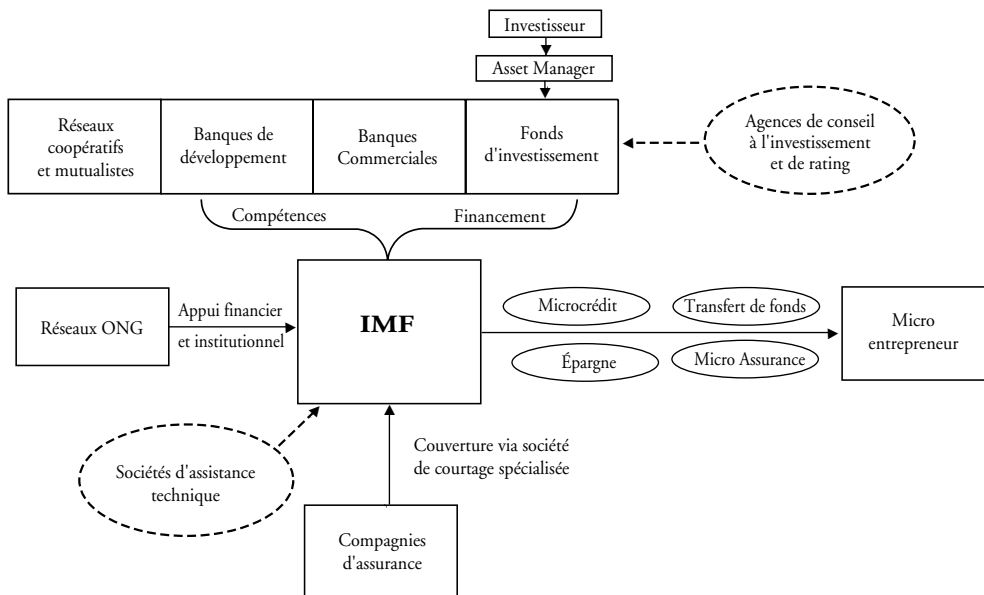 Investisseur
Asset Manager
Réseaux
coopératifs
et mutualistes
Banques de
développement
Banques
Commerciales
Fonds
d'investissement
Agences de conseil
à l'investissement
et de rating
Compétences
Financement
Réseaux ONG
Appui financier
et institutionnel
IMF
Microcrédit
Transfert de fonds
Épargne
Micro Assurance
Micro
entrepreneur
Sociétés d'assistance
technique
Couverture via société
de courtage spécialisée
Compagnies
d'assurance